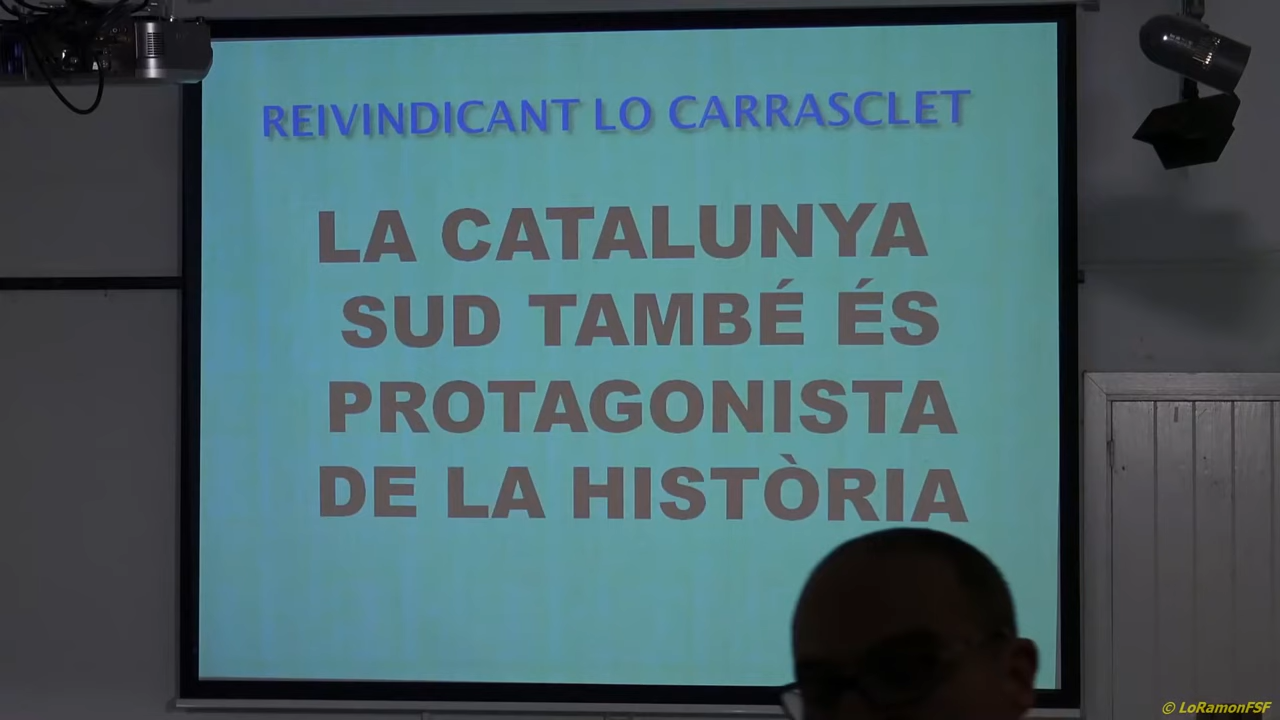 REIVINDICANT LO CARRASCLET
LA CATALUNYA
SUD TAMBÉ ÉS
PROTAGONISTA
DE LA HISTÒRIA
© LoRamonFSF